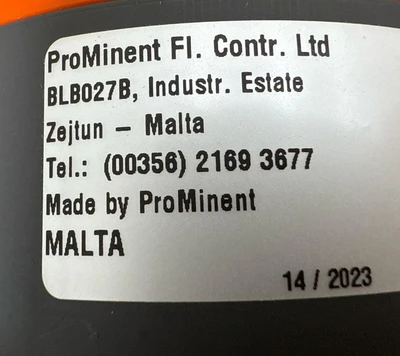 ProMinent Fl. Contr. Ltd
BLB027B, Industr. Estate
Zejtun – Malta
Tel.: (00356) 2169 3677
Made by ProMinent
MALTA
14 / 2023